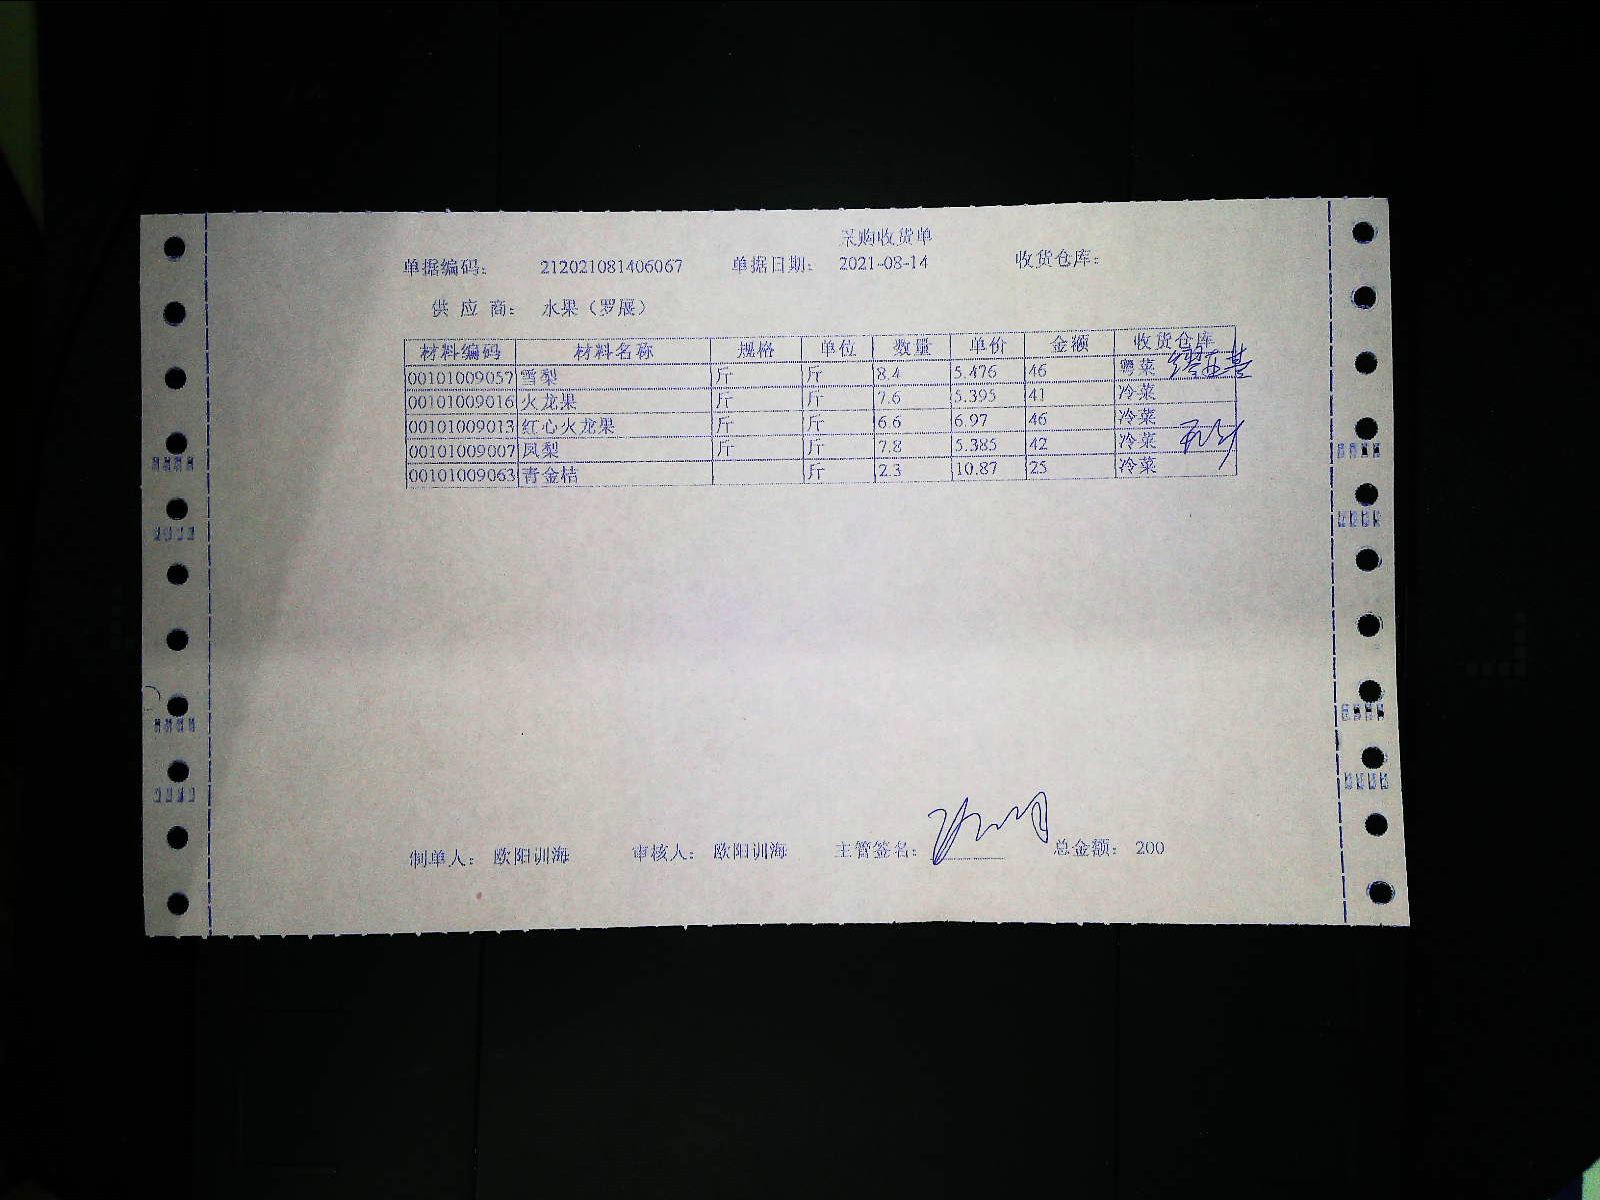 采购收货单
单据编码： 212021081406067 单据日期： 2021-08-14 收货仓库：
供 应 商： 水果（罗展）
材料编码 材料名称 规格 单位 数量 单价 金额 收货仓库
00101009057 雪梨 斤 斤 8.4 5.476 46 粤菜
00101009016 火龙果 斤 斤 7.6 5.395 41 冷菜
00101009013 红心火龙果 斤 斤 6.6 6.97 46 冷菜
00101009007 凤梨 斤 斤 7.8 5.385 42 冷菜
00101009063 青金桔 斤 2.3 10.87 25 冷菜
制单人： 欧阳训海 审核人： 欧阳训海 主管签名： 总金额： 200